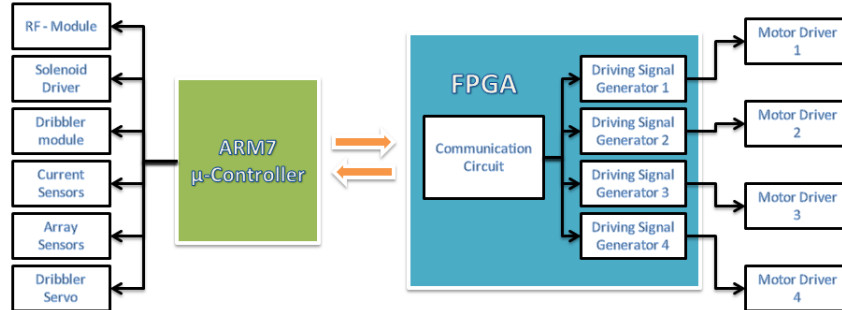 RF - Module
Solenoid
Driver
Dribbler
module
Current
Sensors
Array
Sensors
Dribbler
Servo
ARM7
μ-Controller
FPGA
Communication
Circuit
Driving Signal
Generator 1
Driving Signal
Generator 2
Driving Signal
Generator 3
Driving Signal
Generator 4
Motor Driver
1
Motor Driver
2
Motor Driver
3
Motor Driver
4